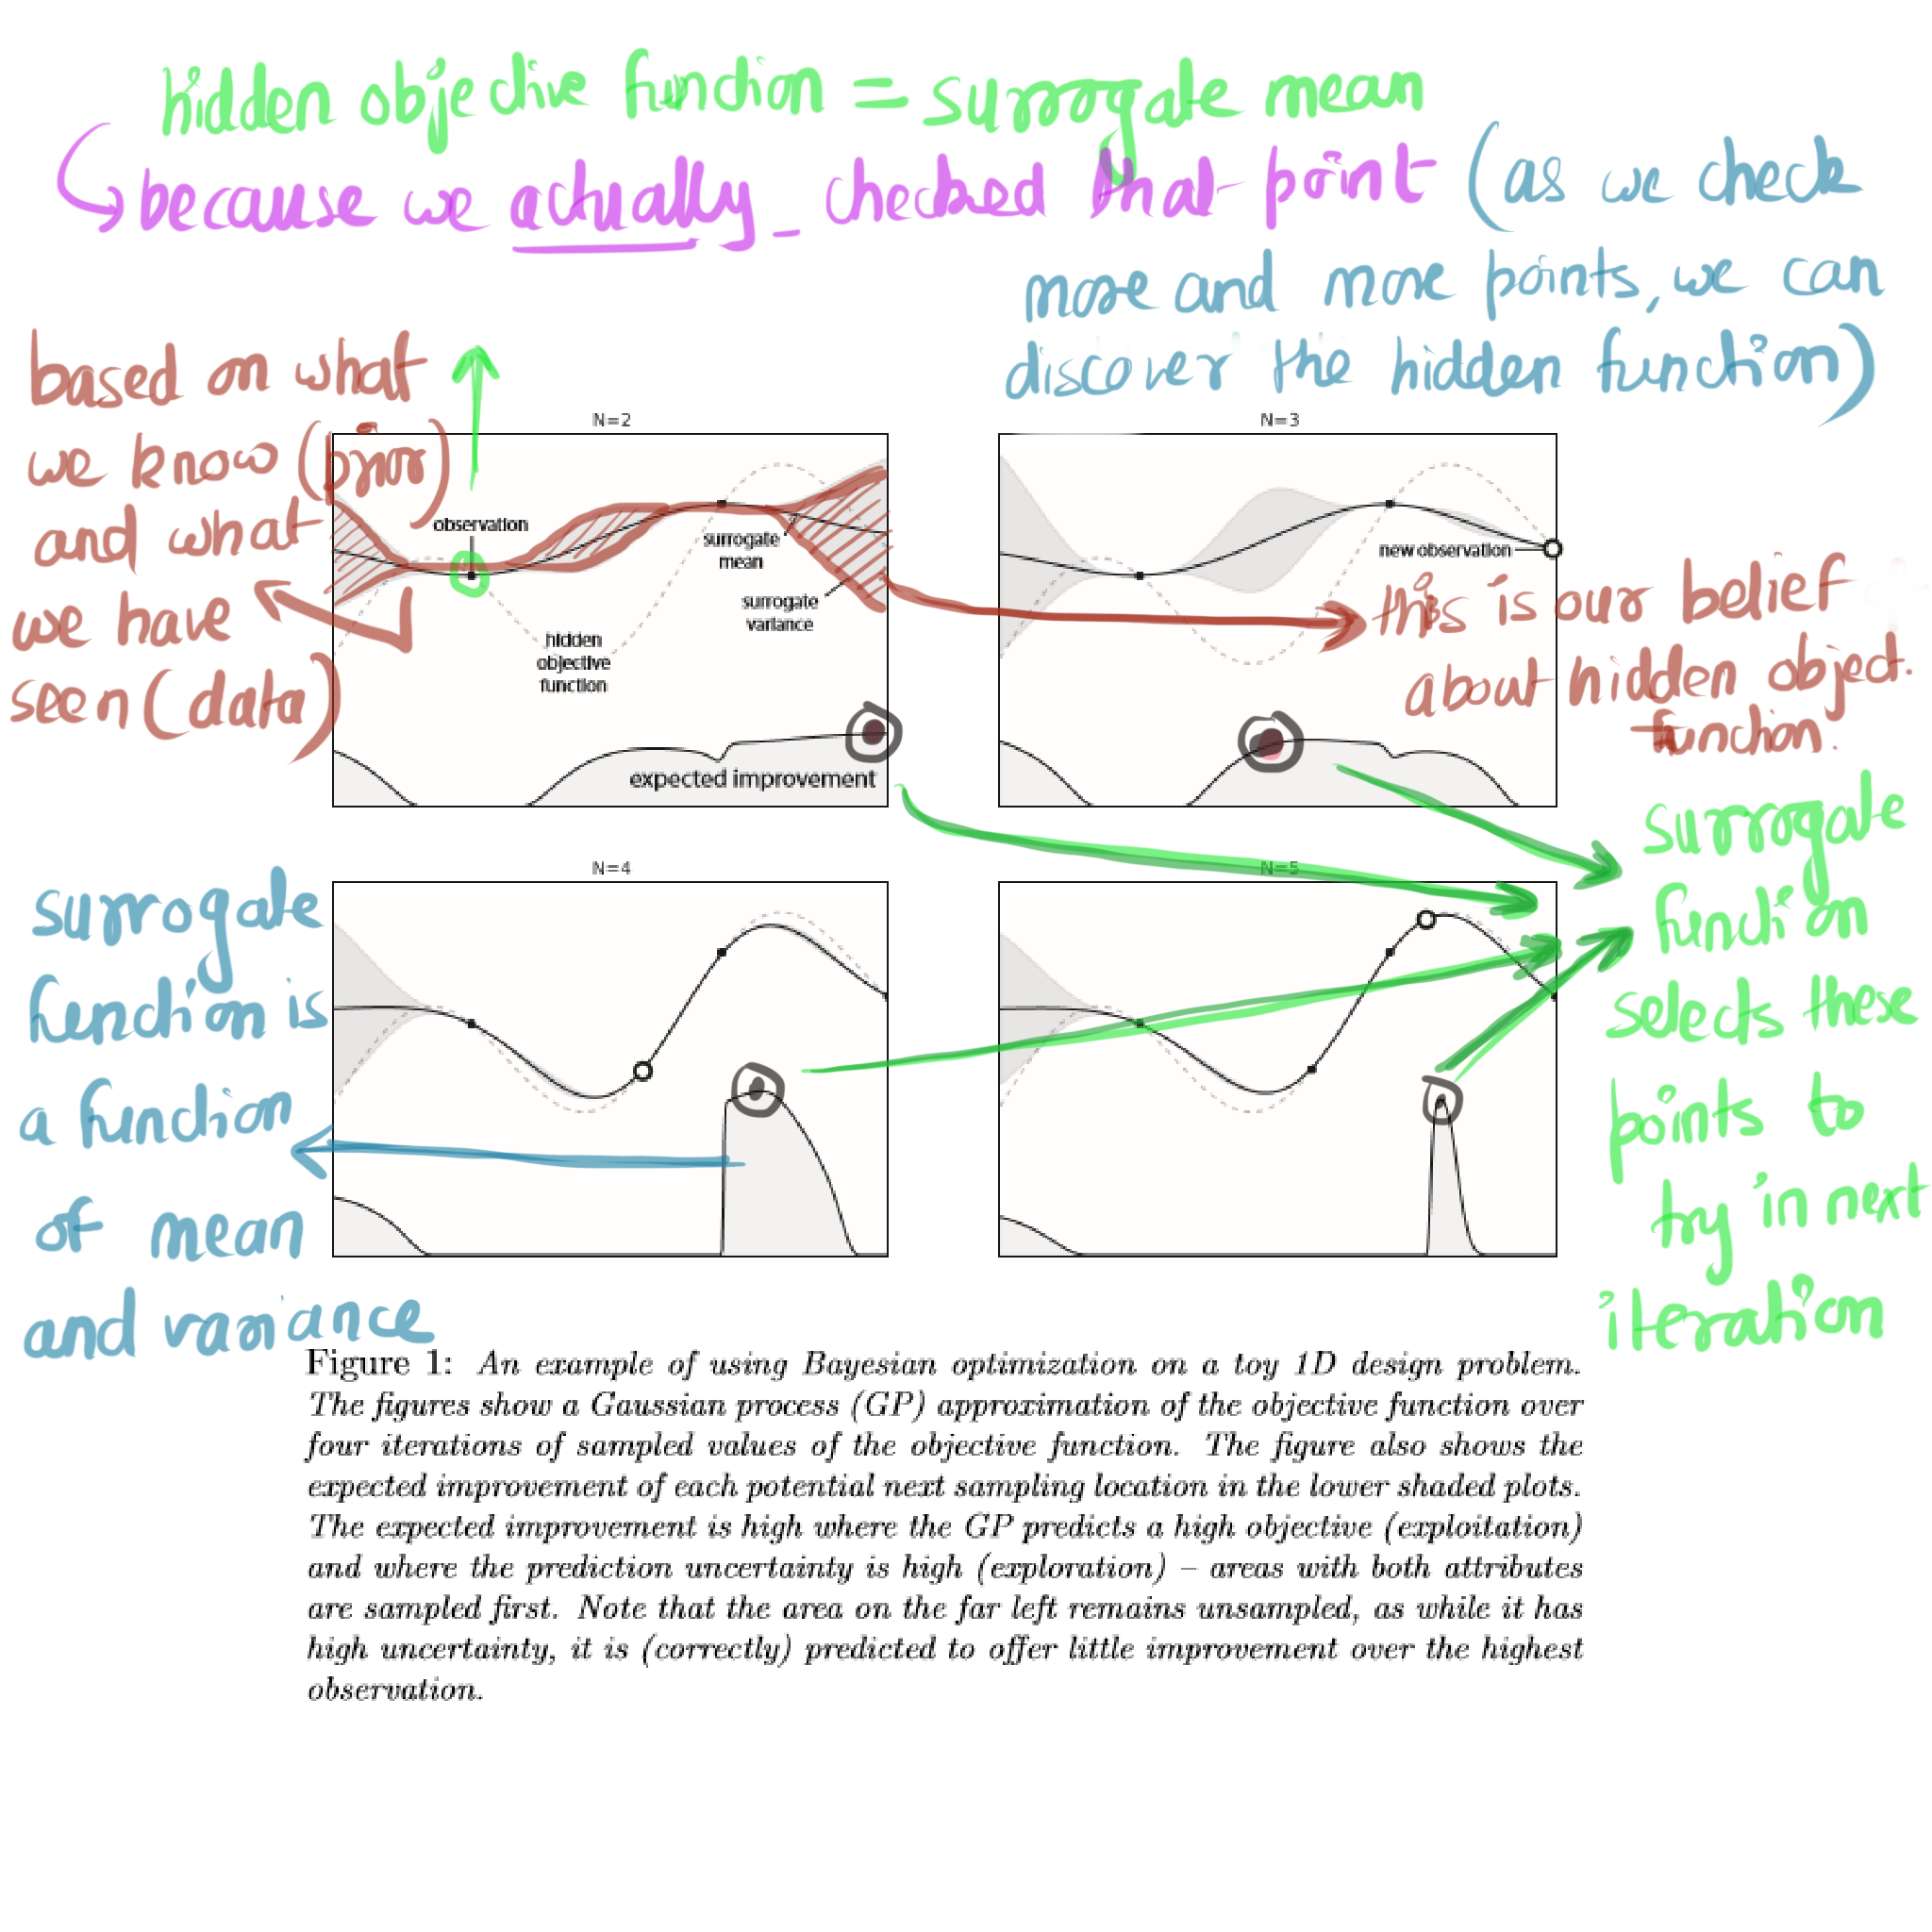 hidden objective function = surrogate mean
because we actually checked that point (as we check
more and more points, we can
discover the hidden function)
based on what
we know (prior)
and what
we have
seen (data)
N=2
observation
surrogate
mean
surrogate
variance
hidden
objective
function
expected improvement
N=3
new observation
this is our belief
about hidden object.
function.
surrogate
function
selects these
points to
try in next
iteration
N=4
N=5
surrogate
function is
a function
of mean
and variance
Figure 1: An example of using Bayesian optimization on a toy 1D design problem.
The figures show a Gaussian process (GP) approximation of the objective function over
four iterations of sampled values of the objective function. The figure also shows the
expected improvement of each potential next sampling location in the lower shaded plots.
The expected improvement is high where the GP predicts a high objective (exploitation)
and where the prediction uncertainty is high (exploration) – areas with both attributes
are sampled first. Note that the area on the far left remains unsampled, as while it has
high uncertainty, it is (correctly) predicted to offer little improvement over the highest
observation.